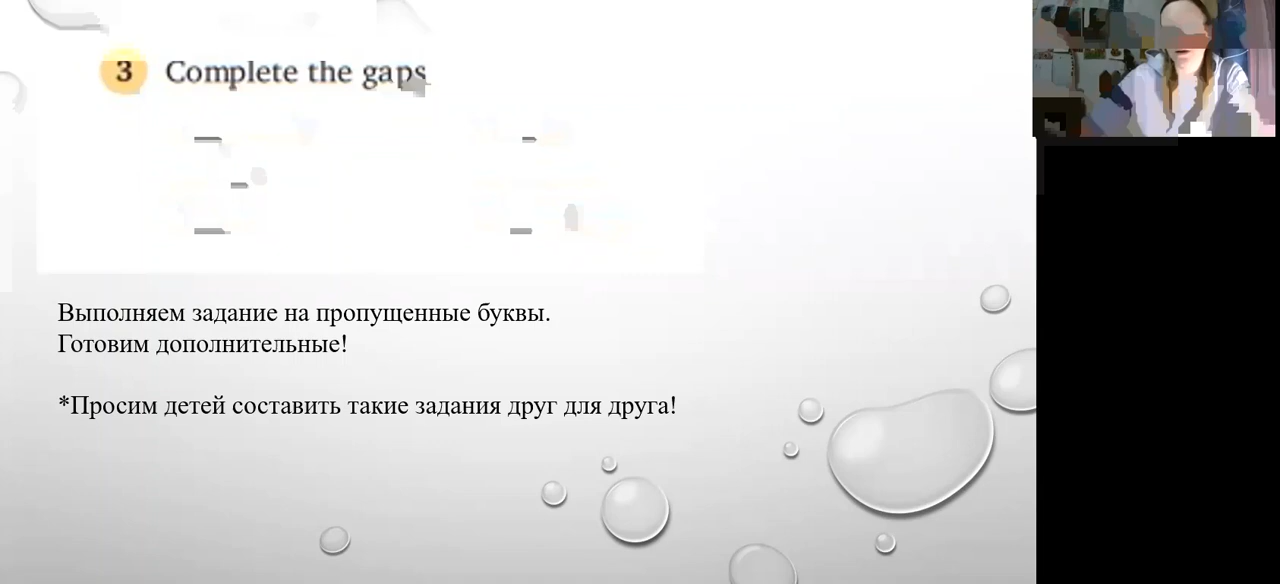 3 Complete the gaps
Выполняем задание на пропущенные буквы.
Готовим дополнительные!
*Просим детей составить такие задания друг для друга!